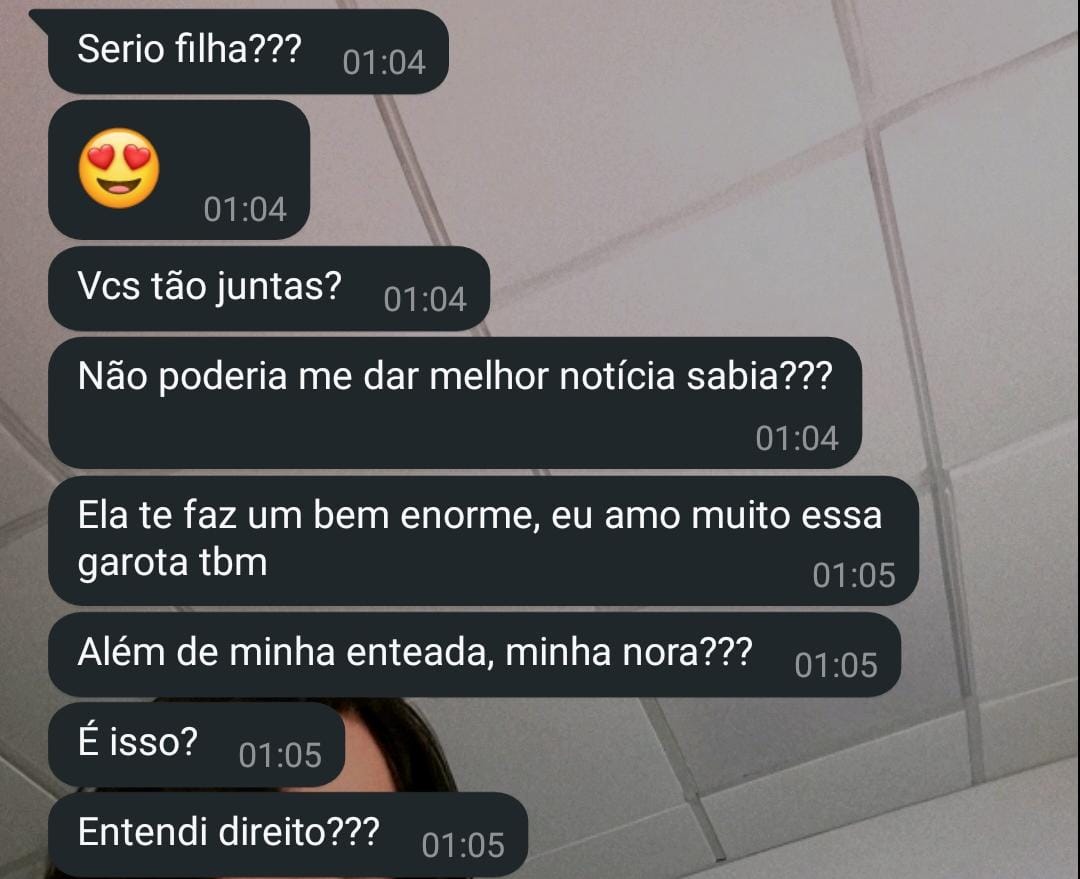 Serio filha??? 01:04
😍 01:04
Vcs tão juntas? 01:04
Não poderia me dar melhor notícia sabia???
01:04
Ela te faz um bem enorme, eu amo muito essa
garota tbm 01:05
Além de minha enteada, minha nora??? 01:05
É isso? 01:05
Entendi direito??? 01:05